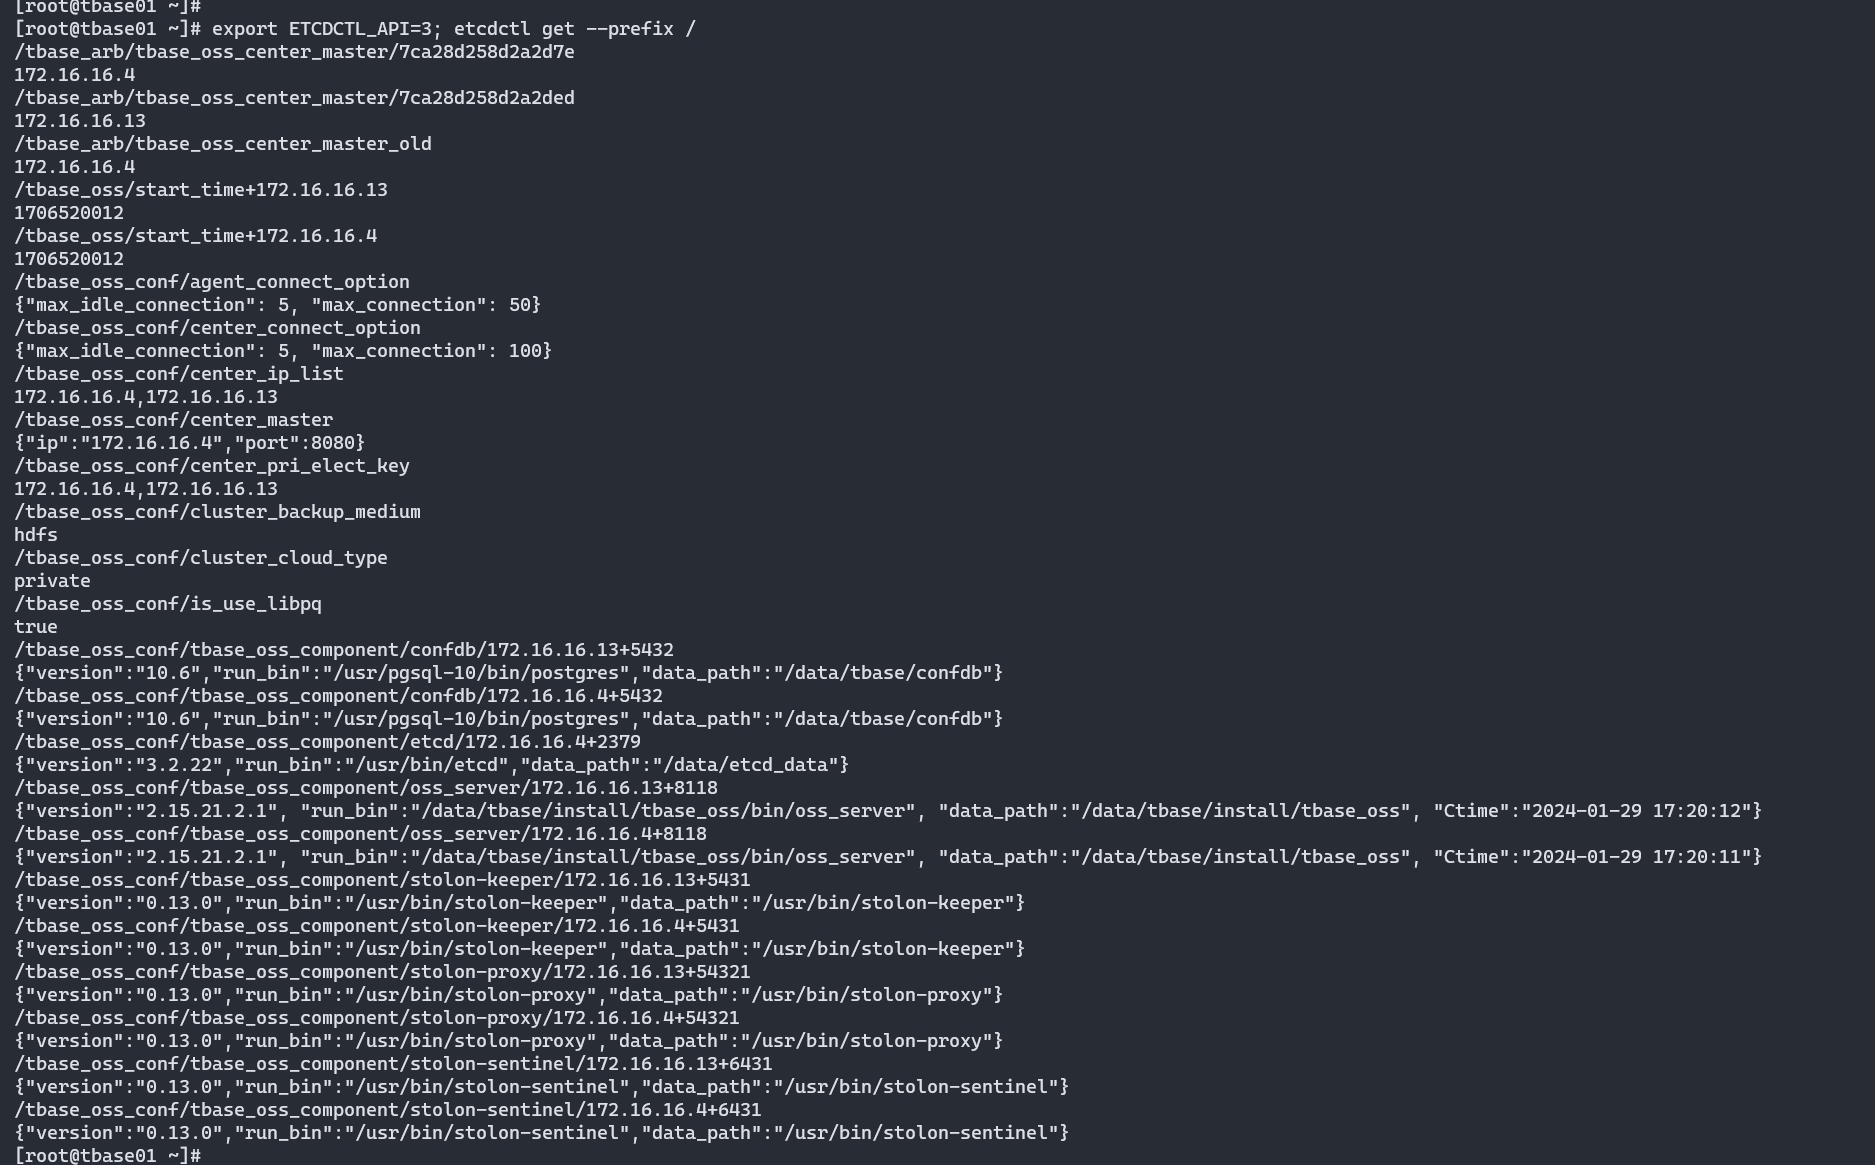 [root@tbase01 ~]#
[root@tbase01 ~]# export ETCDCTL_API=3; etcdctl get --prefix /
/tbase_arb/tbase_oss_center_master/7ca28d258d2a2d7e
172.16.16.4
/tbase_arb/tbase_oss_center_master/7ca28d258d2a2ded
172.16.16.13
/tbase_arb/tbase_oss_center_master_old
172.16.16.4
/tbase_oss/start_time+172.16.16.13
1706520012
/tbase_oss/start_time+172.16.16.4
1706520012
/tbase_oss_conf/agent_connect_option
{"max_idle_connection": 5, "max_connection": 50}
/tbase_oss_conf/center_connect_option
{"max_idle_connection": 5, "max_connection": 100}
/tbase_oss_conf/center_ip_list
172.16.16.4,172.16.16.13
/tbase_oss_conf/center_master
{"ip":"172.16.16.4","port":8080}
/tbase_oss_conf/center_pri_elect_key
172.16.16.4,172.16.16.13
/tbase_oss_conf/cluster_backup_medium
hdfs
/tbase_oss_conf/cluster_cloud_type
private
/tbase_oss_conf/is_use_libpq
true
/tbase_oss_conf/tbase_oss_component/confdb/172.16.16.13+5432
{"version":"10.6","run_bin":"/usr/pgsql-10/bin/postgres","data_path":"/data/tbase/confdb"}
/tbase_oss_conf/tbase_oss_component/confdb/172.16.16.4+5432
{"version":"10.6","run_bin":"/usr/pgsql-10/bin/postgres","data_path":"/data/tbase/confdb"}
/tbase_oss_conf/tbase_oss_component/etcd/172.16.16.4+2379
{"version":"3.2.22","run_bin":"/usr/bin/etcd","data_path":"/data/etcd_data"}
/tbase_oss_conf/tbase_oss_component/oss_server/172.16.16.13+8118
{"version":"2.15.21.2.1", "run_bin":"/data/tbase/install/tbase_oss/bin/oss_server", "data_path":"/data/tbase/install/tbase_oss", "Ctime":"2024-01-29 17:20:12"}
/tbase_oss_conf/tbase_oss_component/oss_server/172.16.16.4+8118
{"version":"2.15.21.2.1", "run_bin":"/data/tbase/install/tbase_oss/bin/oss_server", "data_path":"/data/tbase/install/tbase_oss", "Ctime":"2024-01-29 17:20:11"}
/tbase_oss_conf/tbase_oss_component/stolon-keeper/172.16.16.13+5431
{"version":"0.13.0","run_bin":"/usr/bin/stolon-keeper","data_path":"/usr/bin/stolon-keeper"}
/tbase_oss_conf/tbase_oss_component/stolon-keeper/172.16.16.4+5431
{"version":"0.13.0","run_bin":"/usr/bin/stolon-keeper","data_path":"/usr/bin/stolon-keeper"}
/tbase_oss_conf/tbase_oss_component/stolon-proxy/172.16.16.13+54321
{"version":"0.13.0","run_bin":"/usr/bin/stolon-proxy","data_path":"/usr/bin/stolon-proxy"}
/tbase_oss_conf/tbase_oss_component/stolon-proxy/172.16.16.4+54321
{"version":"0.13.0","run_bin":"/usr/bin/stolon-proxy","data_path":"/usr/bin/stolon-proxy"}
/tbase_oss_conf/tbase_oss_component/stolon-sentinel/172.16.16.13+6431
{"version":"0.13.0","run_bin":"/usr/bin/stolon-sentinel","data_path":"/usr/bin/stolon-sentinel"}
/tbase_oss_conf/tbase_oss_component/stolon-sentinel/172.16.16.4+6431
{"version":"0.13.0","run_bin":"/usr/bin/stolon-sentinel","data_path":"/usr/bin/stolon-sentinel"}
[root@tbase01 ~]#